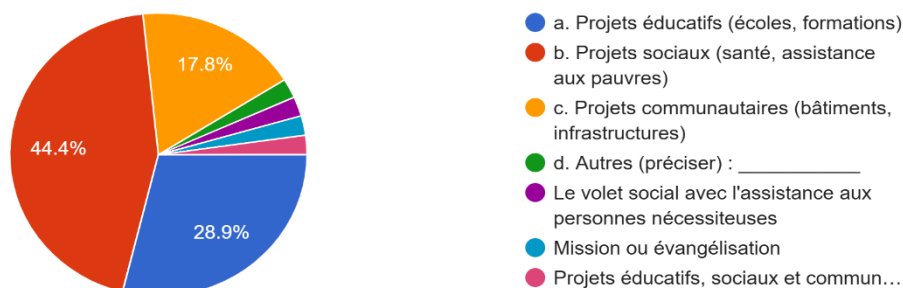 17.8%
44.4%
28.9%
a. Projets éducatifs (écoles, formations)
b. Projets sociaux (santé, assistance
aux pauvres)
c. Projets communautaires (bâtiments,
infrastructures)
d. Autres (préciser) : ___________
Le volet social avec l'assistance aux
personnes nécessiteuses
Mission ou évangélisation
Projets éducatifs, sociaux et commun…